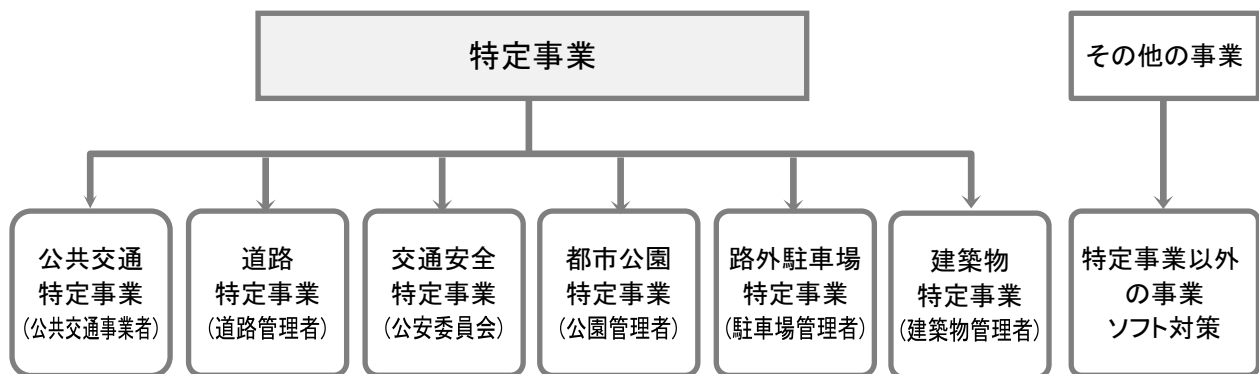 特定事業
その他の事業
公共交通
特定事業
(公共交通事業者)
道路
特定事業
(道路管理者)
交通安全
特定事業
(公安委員会)
都市公園
特定事業
(公園管理者)
路外駐車場
特定事業
(駐車場管理者)
建築物
特定事業
(建築物管理者)
特定事業以外
の事業
ソフト対策